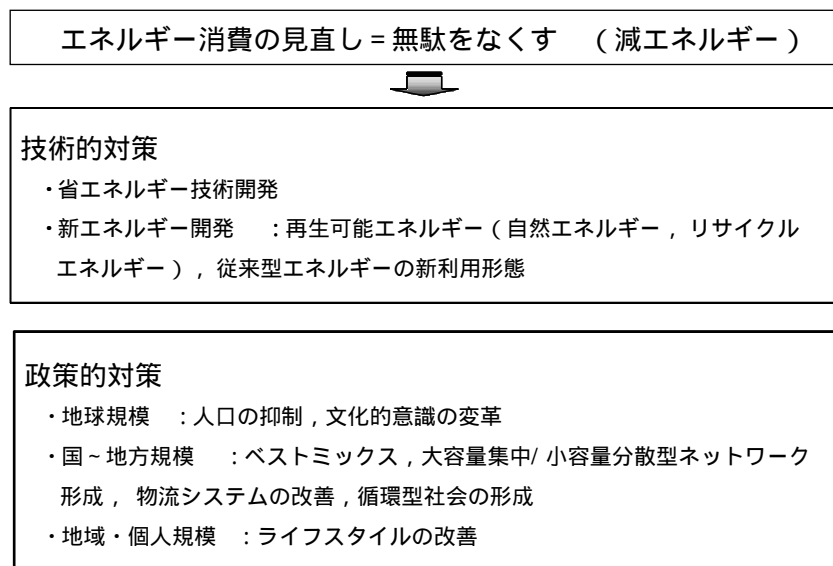 エネルギー消費の見直し＝無駄をなくす　（減エネルギー）
技術的対策
・省エネルギー技術開発
・新エネルギー開発　：再生可能エネルギー（自然エネルギー，リサイクル
エネルギー），従来型エネルギーの新利用形態
政策的対策
・地球規模　：人口の抑制，文化的意識の変革
・国～地方規模　：ベストミックス，大容量集中/小容量分散型ネットワーク
形成，物流システムの改善，循環型社会の形成
・地域・個人規模　：ライフスタイルの改善